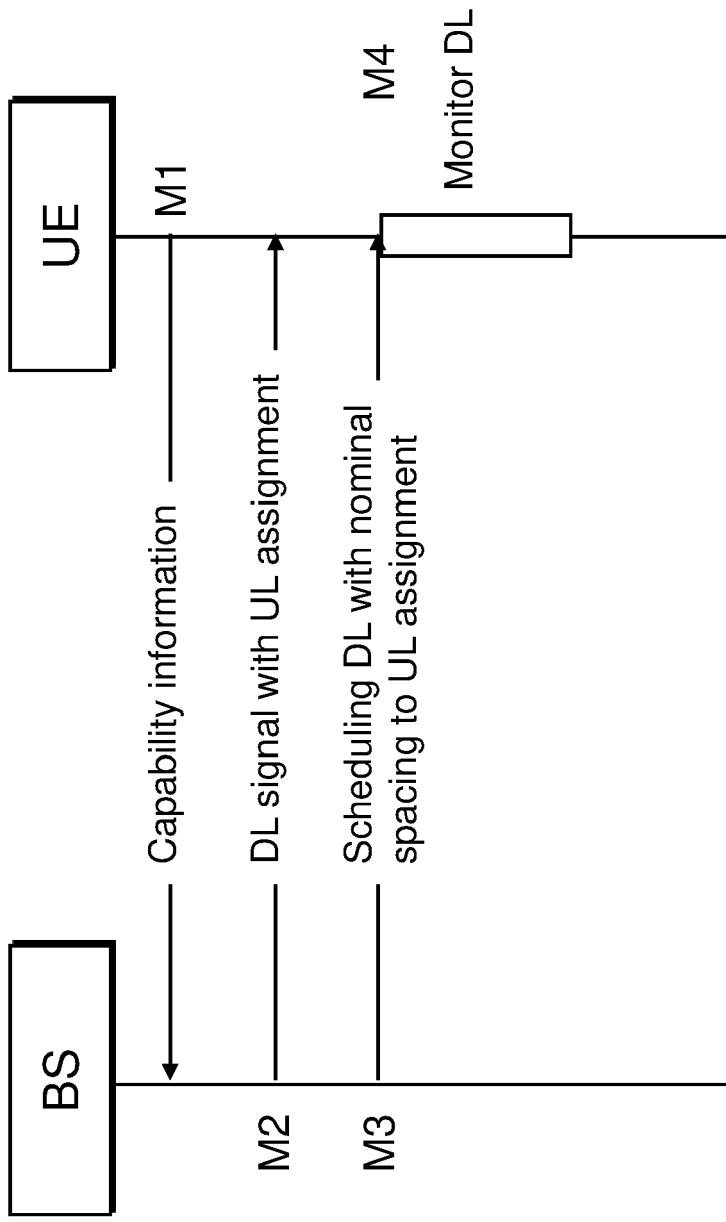 BS
UE
Capability information
M1
M2
DL signal with UL assignment
M3
Scheduling DL with nominal
spacing to UL assignment
M4
Monitor DL